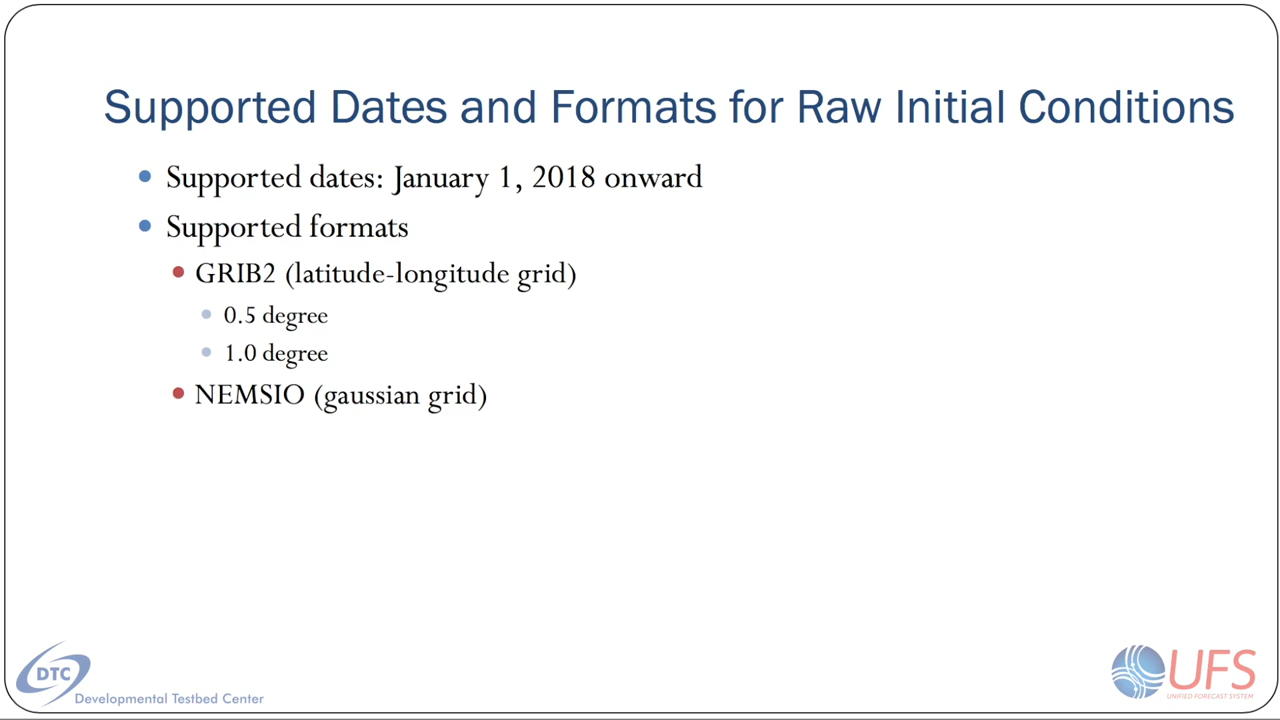 Supported Dates and Formats for Raw Initial Conditions
Supported dates: January 1, 2018 onward
Supported formats
GRIB2 (latitude-longitude grid)
0.5 degree
1.0 degree
NEMSIO (gaussian grid)
DTC
Developmental Testbed Center
UFS
UNIFIED FORECAST SYSTEM